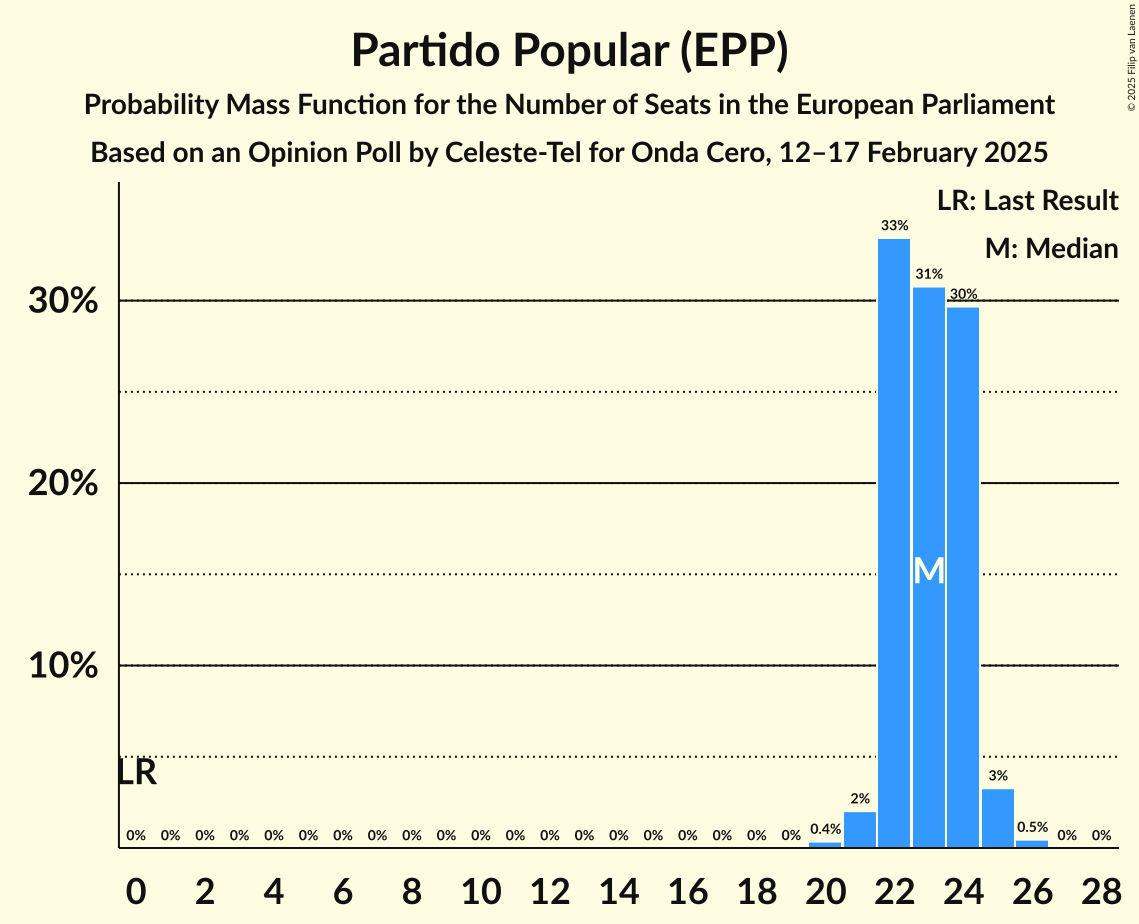 Partido Popular (EPP)
Probability Mass Function for the Number of Seats in the European Parliament
Based on an Opinion Poll by Celeste-Tel for Onda Cero, 12–17 February 2025
© 2025 Filip van Laenen
LR: Last Result
M: Median
33%
31%
30%
30%
20%
M
10%
LR
3%
2%
0% 0% 0% 0% 0% 0% 0% 0% 0% 0% 0% 0% 0% 0% 0% 0% 0% 0% 0% 0% 0.4% 0.5% 0% 0%
0 2 4 6 8 10 12 14 16 18 20 22 24 26 28